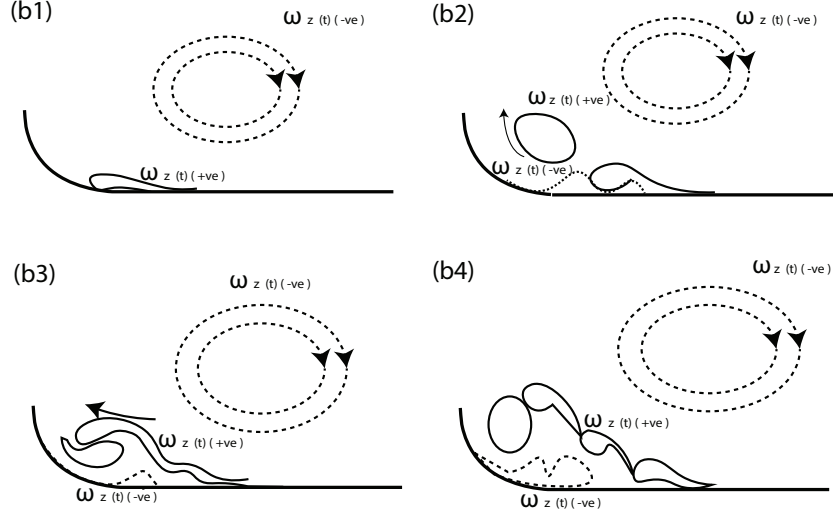 (b1)
ω z (t) (-ve)
ω z (t) (+ve)
(b2)
ω z (t) (-ve)
ω z (t) (+ve)
ω z (t) (-ve)
(b3)
ω z (t) (-ve)
ω z (t) (+ve)
ω z (t) (-ve)
(b4)
ω z (t) (-ve)
ω z (t) (+ve)
ω z (t) (-ve)